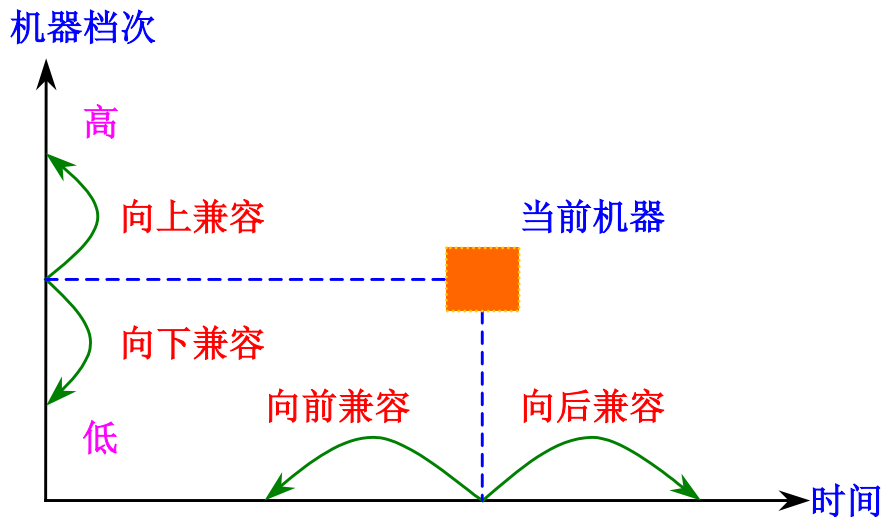 机器档次
高
向上兼容
当前机器
向下兼容
向前兼容
向后兼容
低
时间